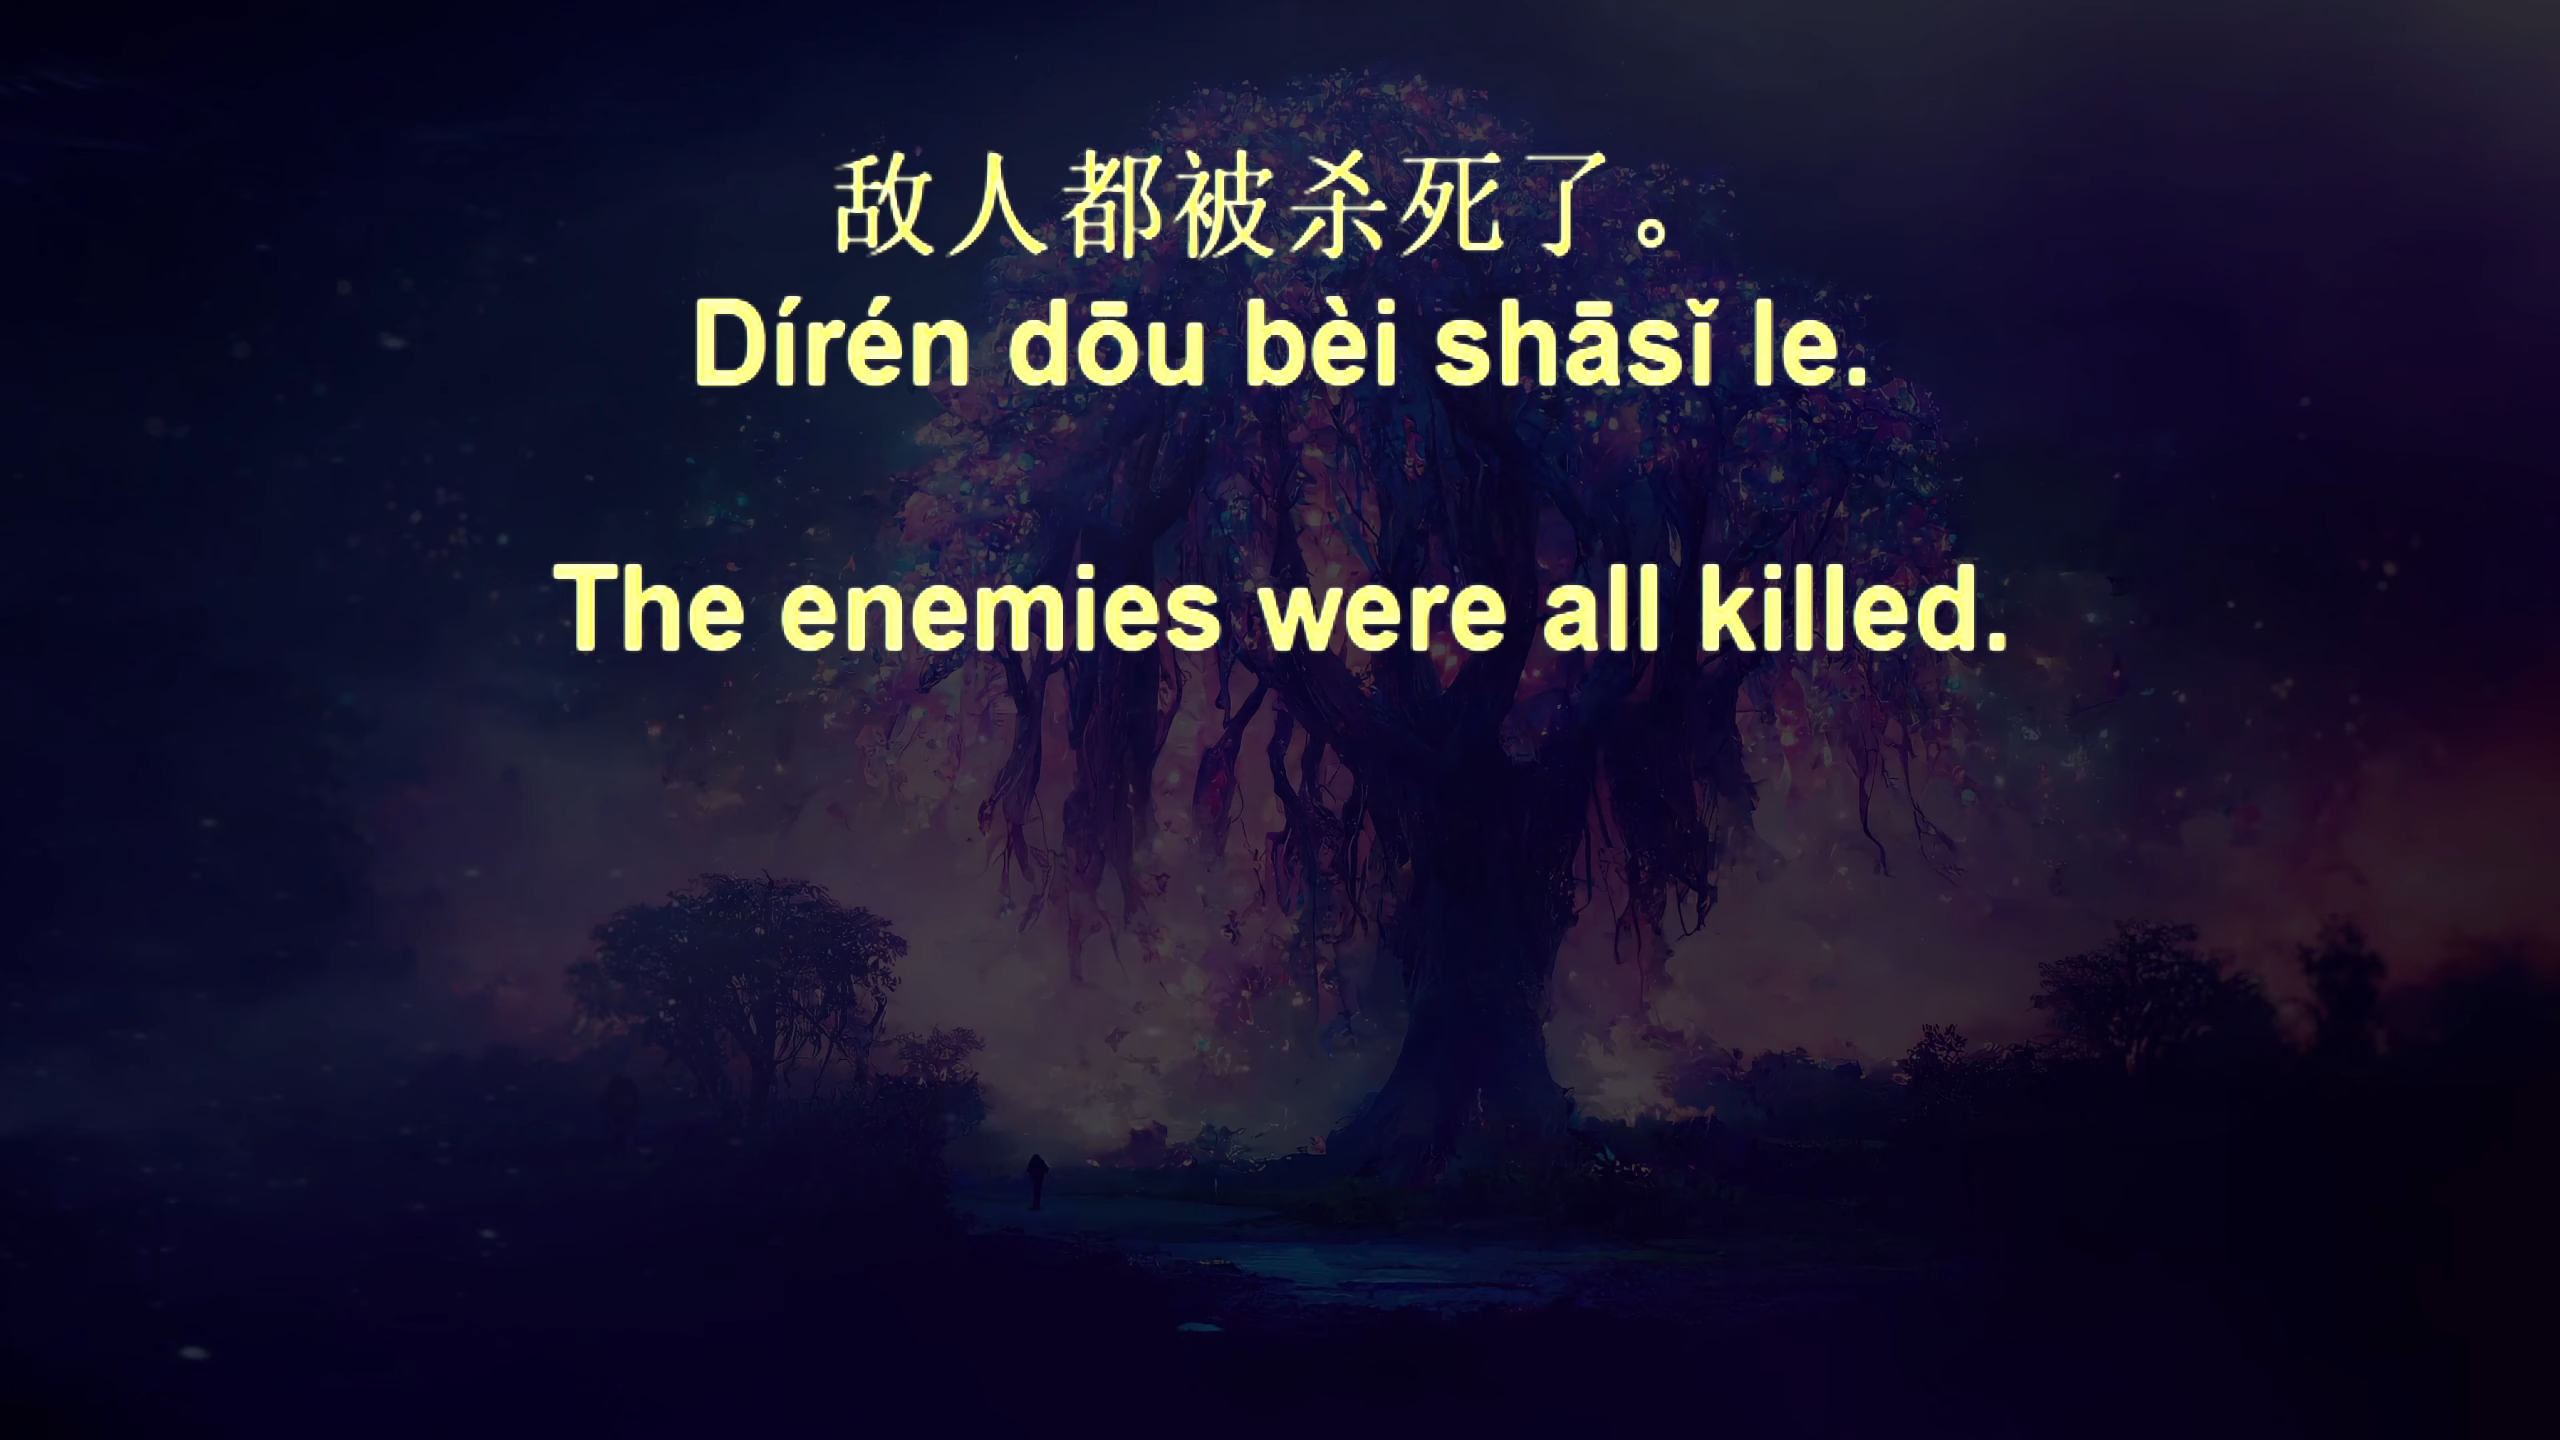 敌人都被杀死了。
Dírén dōu bèi shāsǐ le.
The enemies were all killed.